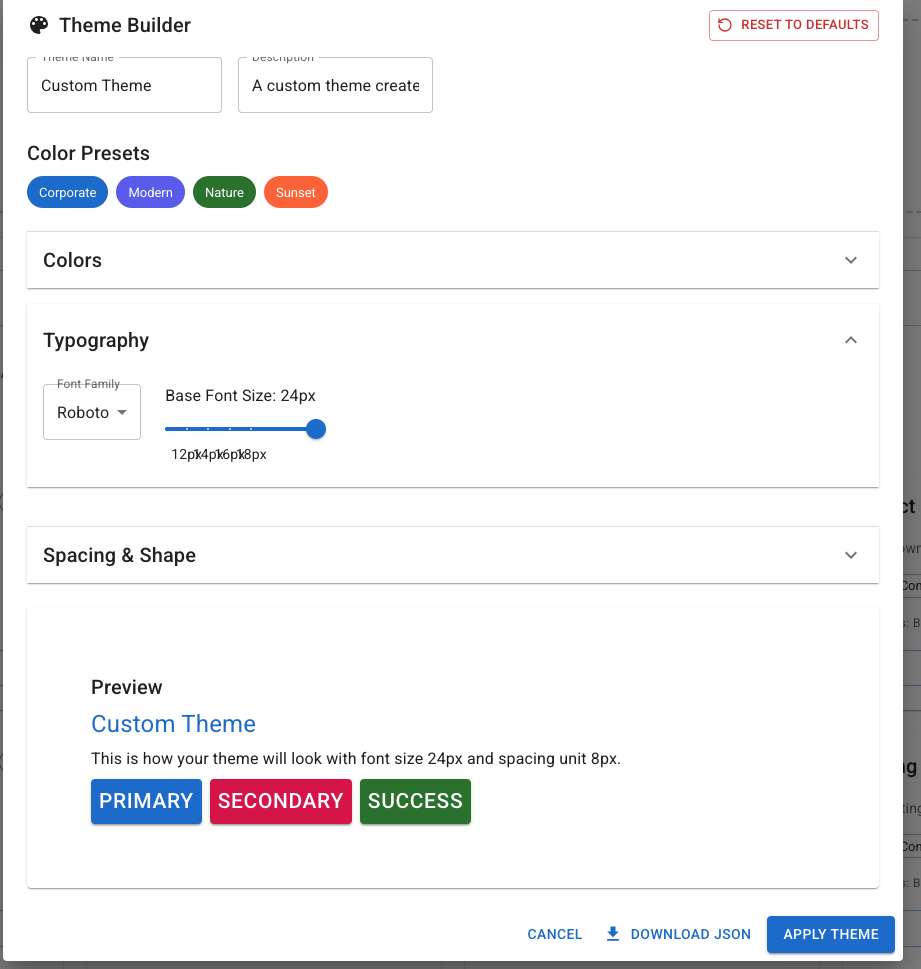 Theme Builder
RESET TO DEFAULTS
Theme Name
Description
Custom Theme
A custom theme create
Color Presets
Corporate Modern Nature Sunset
Colors
Typography
Font Family
Roboto
Base Font Size: 24px
12px 14px 16px 18px
Spacing & Shape
Preview
Custom Theme
This is how your theme will look with font size 24px and spacing unit 8px.
PRIMARY SECONDARY SUCCESS
CANCEL DOWNLOAD JSON APPLY THEME